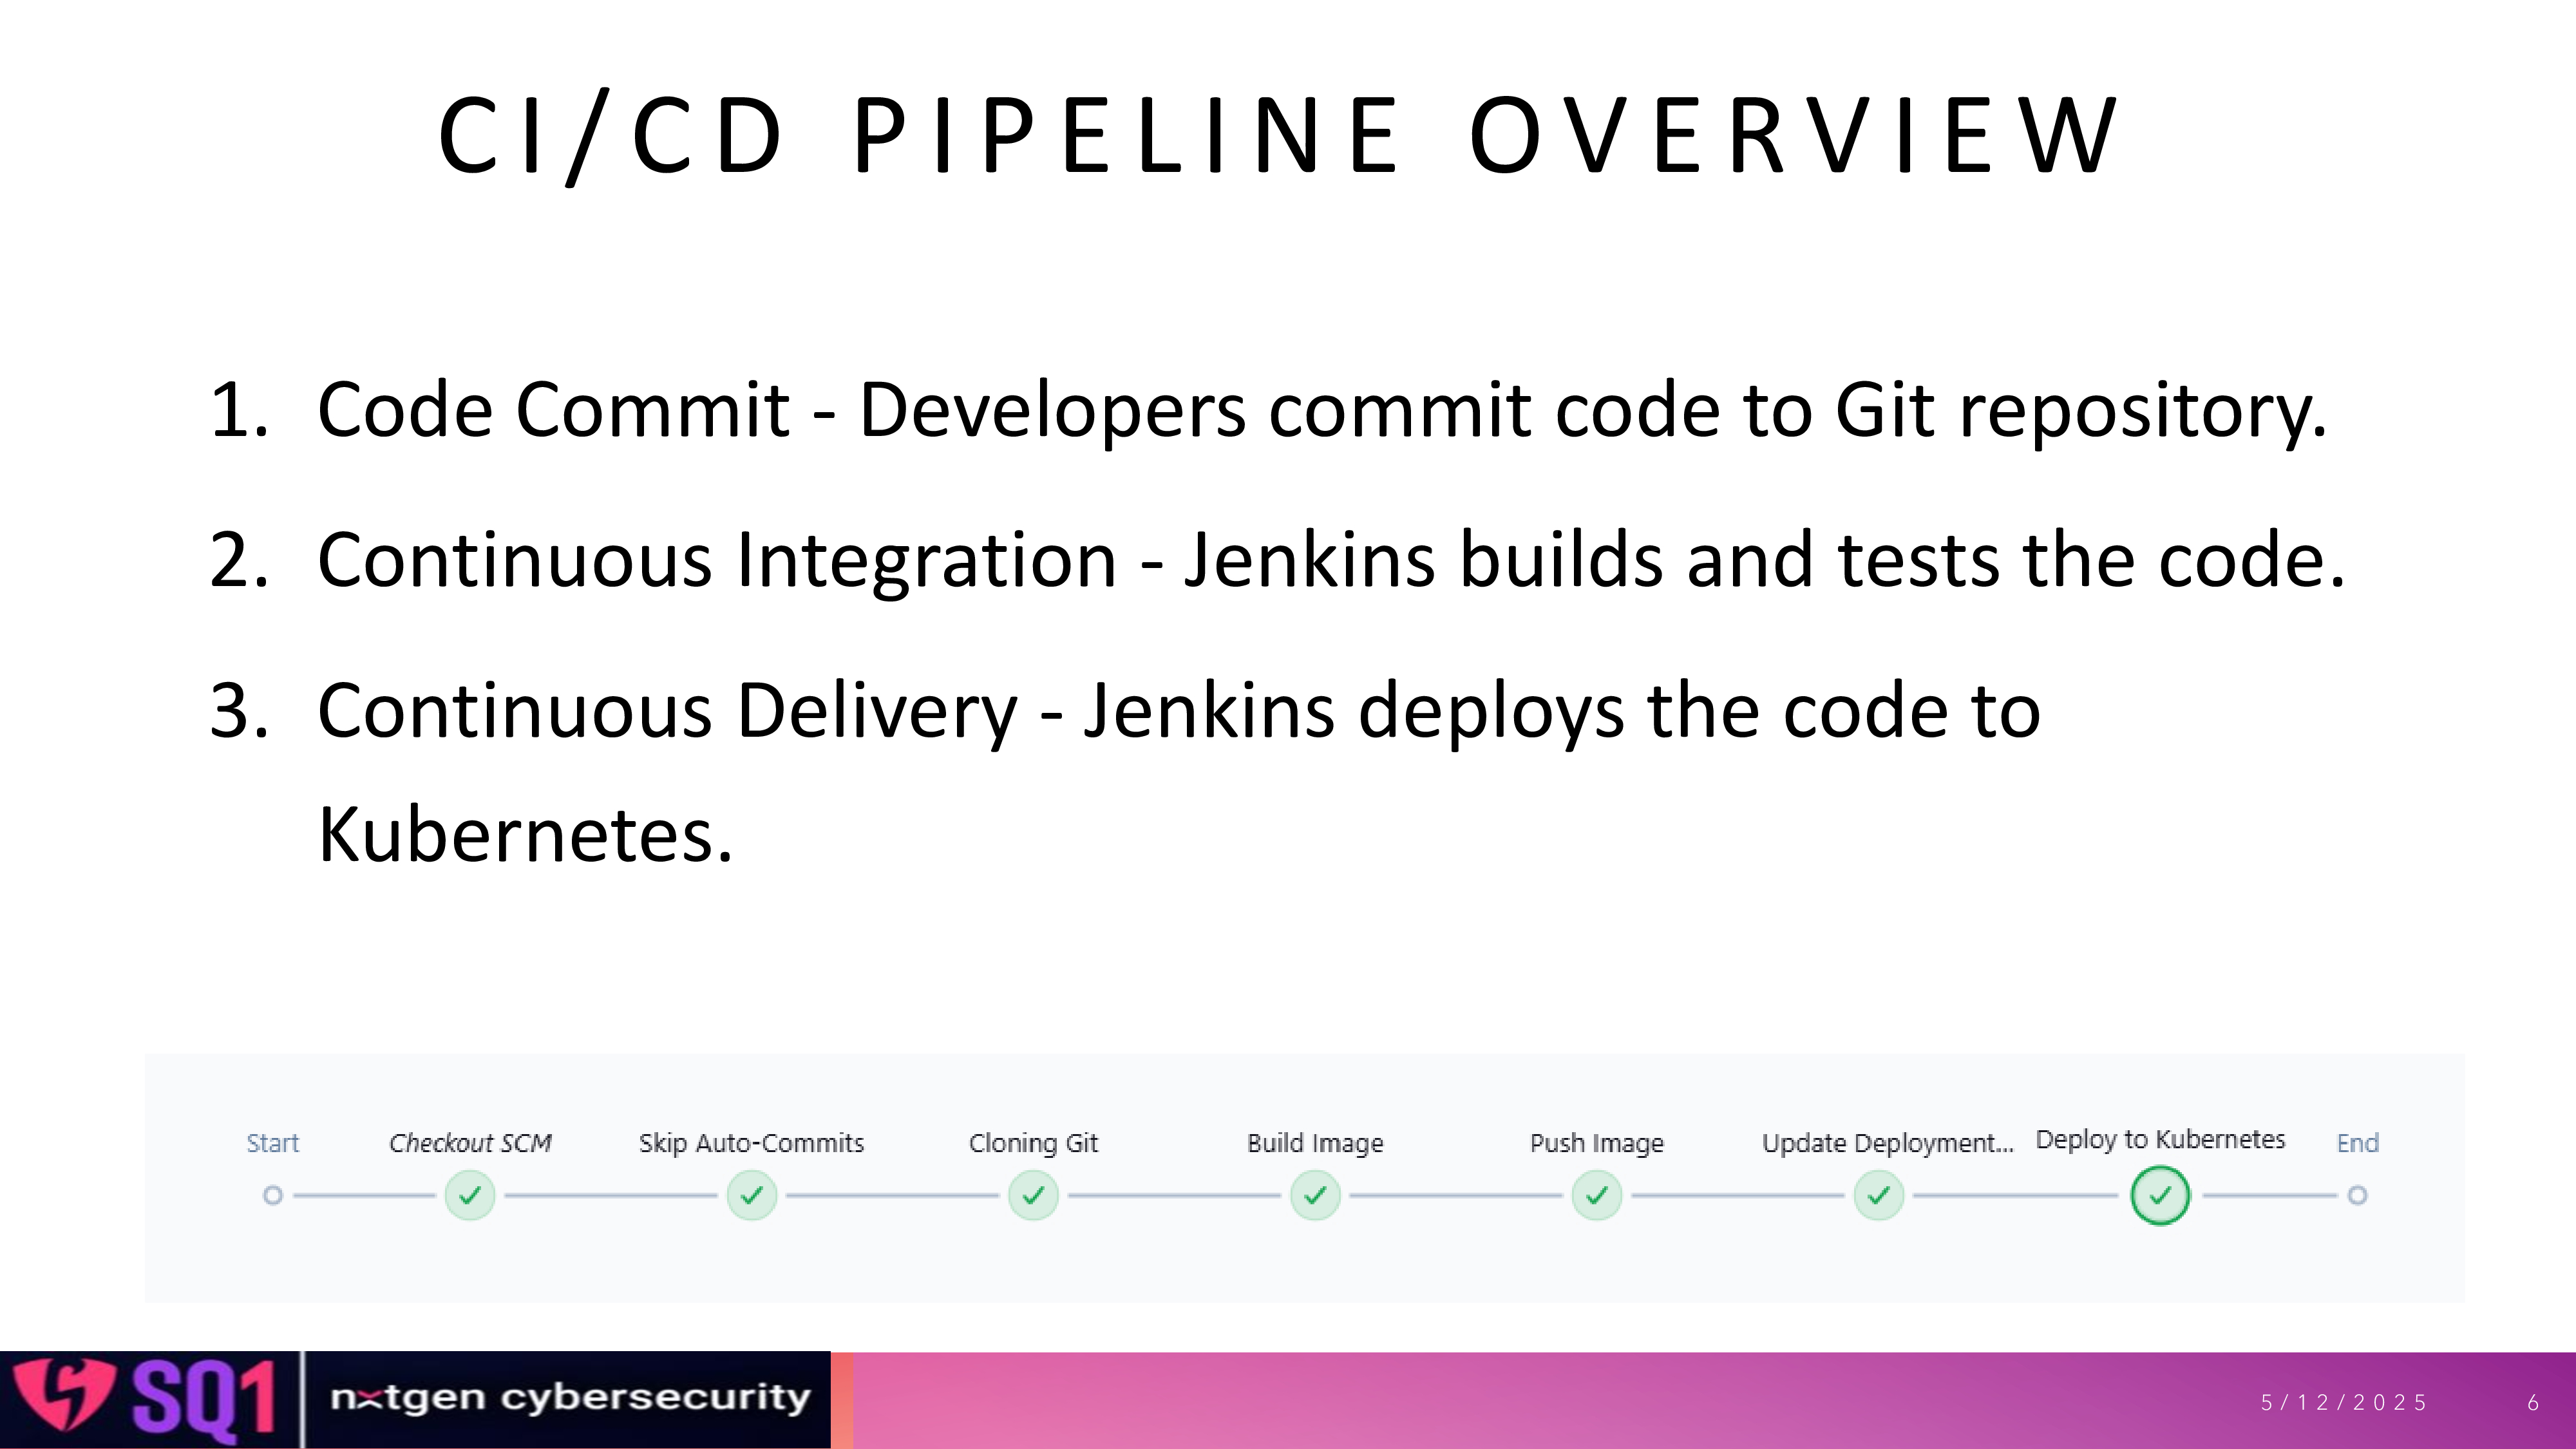 CI/CD PIPELINE OVERVIEW
1. Code Commit - Developers commit code to Git repository.
2. Continuous Integration - Jenkins builds and tests the code.
3. Continuous Delivery - Jenkins deploys the code to
Kubernetes.
Start Checkout SCM Skip Auto-Commits Cloning Git Build Image Push Image Update Deployment... Deploy to Kubernetes End
SQ1 nxtgen cybersecurity 5/12/2025 6